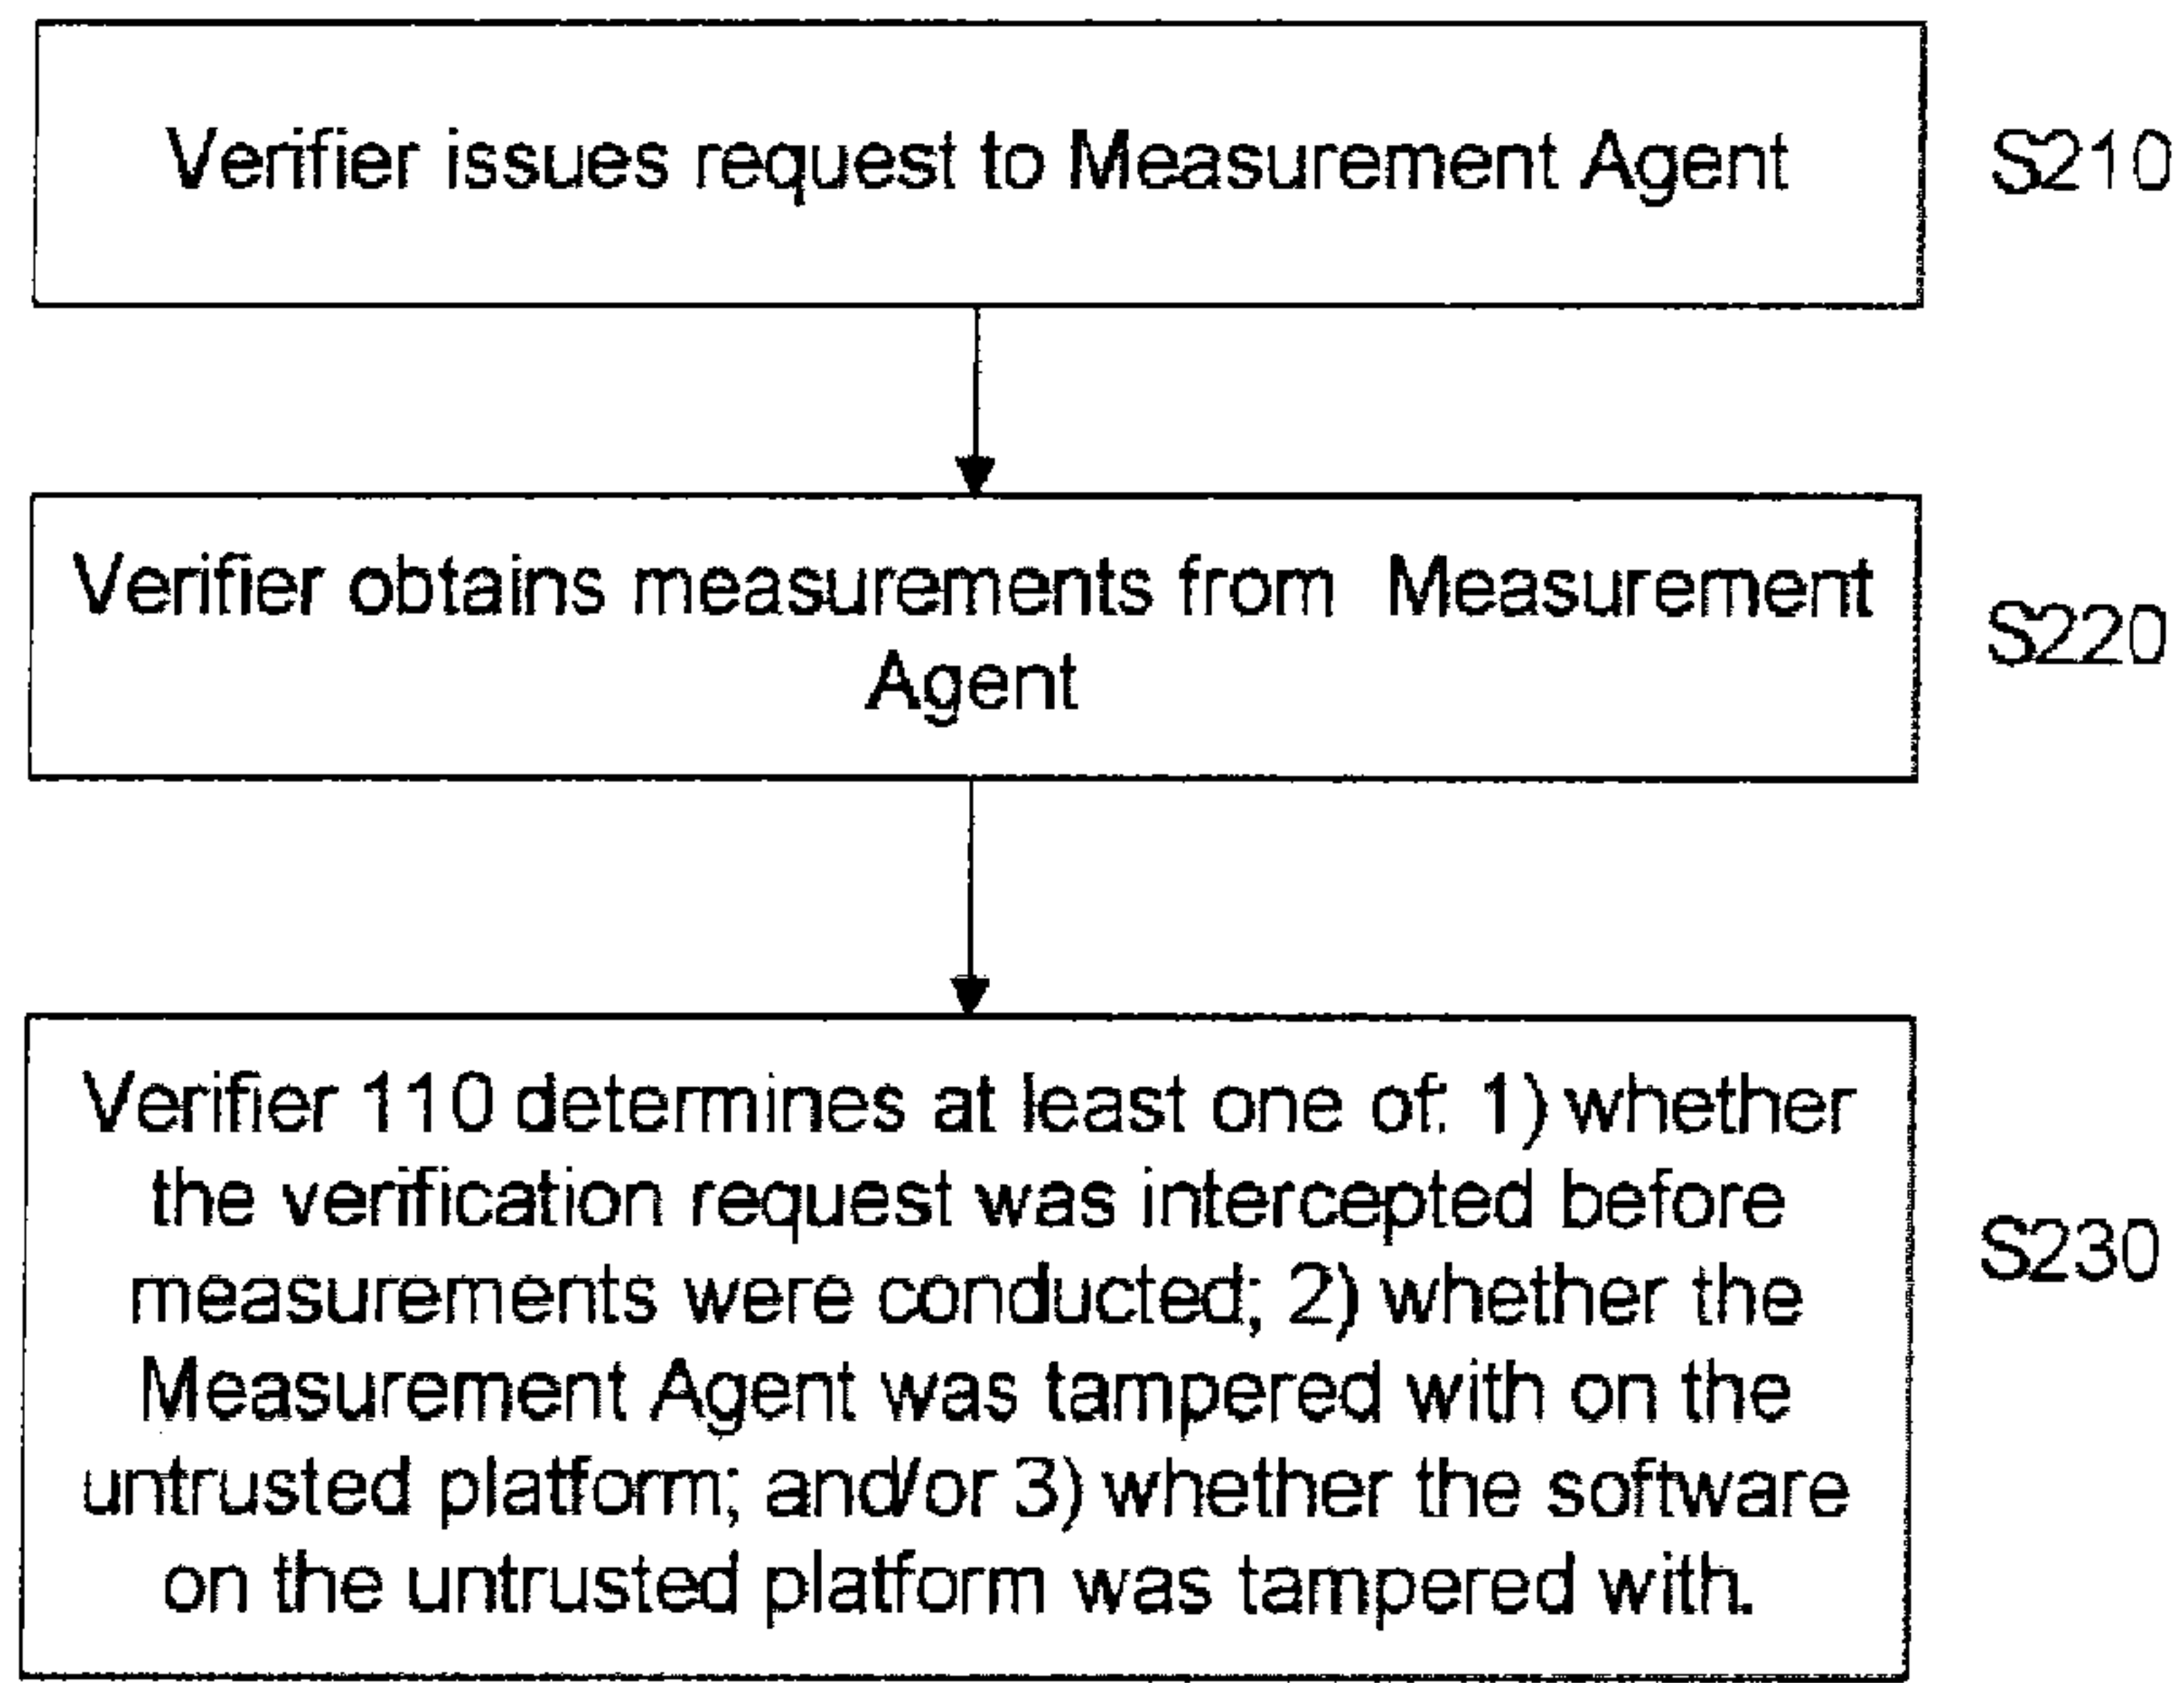 Verifier issues request to Measurement Agent
S210
Verifier obtains measurements from Measurement
Agent
S220
Verifier 110 determines at least one of: 1) whether
the verification request was intercepted before
measurements were conducted; 2) whether the
Measurement Agent was tampered with on the
untrusted platform; and/or 3) whether the software
on the untrusted platform was tampered with.
S230